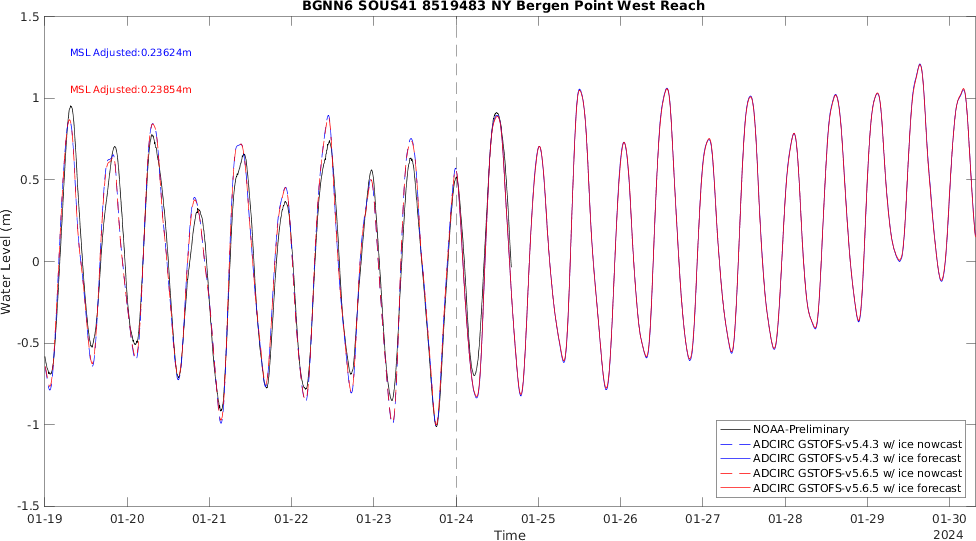 BGNN6 SOUS41 8519483 NY Bergen Point West Reach
1.5
MSL Adjusted:0.23624m
MSL Adjusted:0.23854m
1
0.5
0
-0.5
-1
-1.5
Water Level (m)
NOAA-Preliminary
ADCIRC GSTOFS-v5.4.3 w/ ice nowcast
ADCIRC GSTOFS-v5.4.3 w/ ice forecast
ADCIRC GSTOFS-v5.6.5 w/ ice nowcast
ADCIRC GSTOFS-v5.6.5 w/ ice forecast
01-19 01-20 01-21 01-22 01-23 01-24 01-25 01-26 01-27 01-28 01-29 01-30
Time
2024